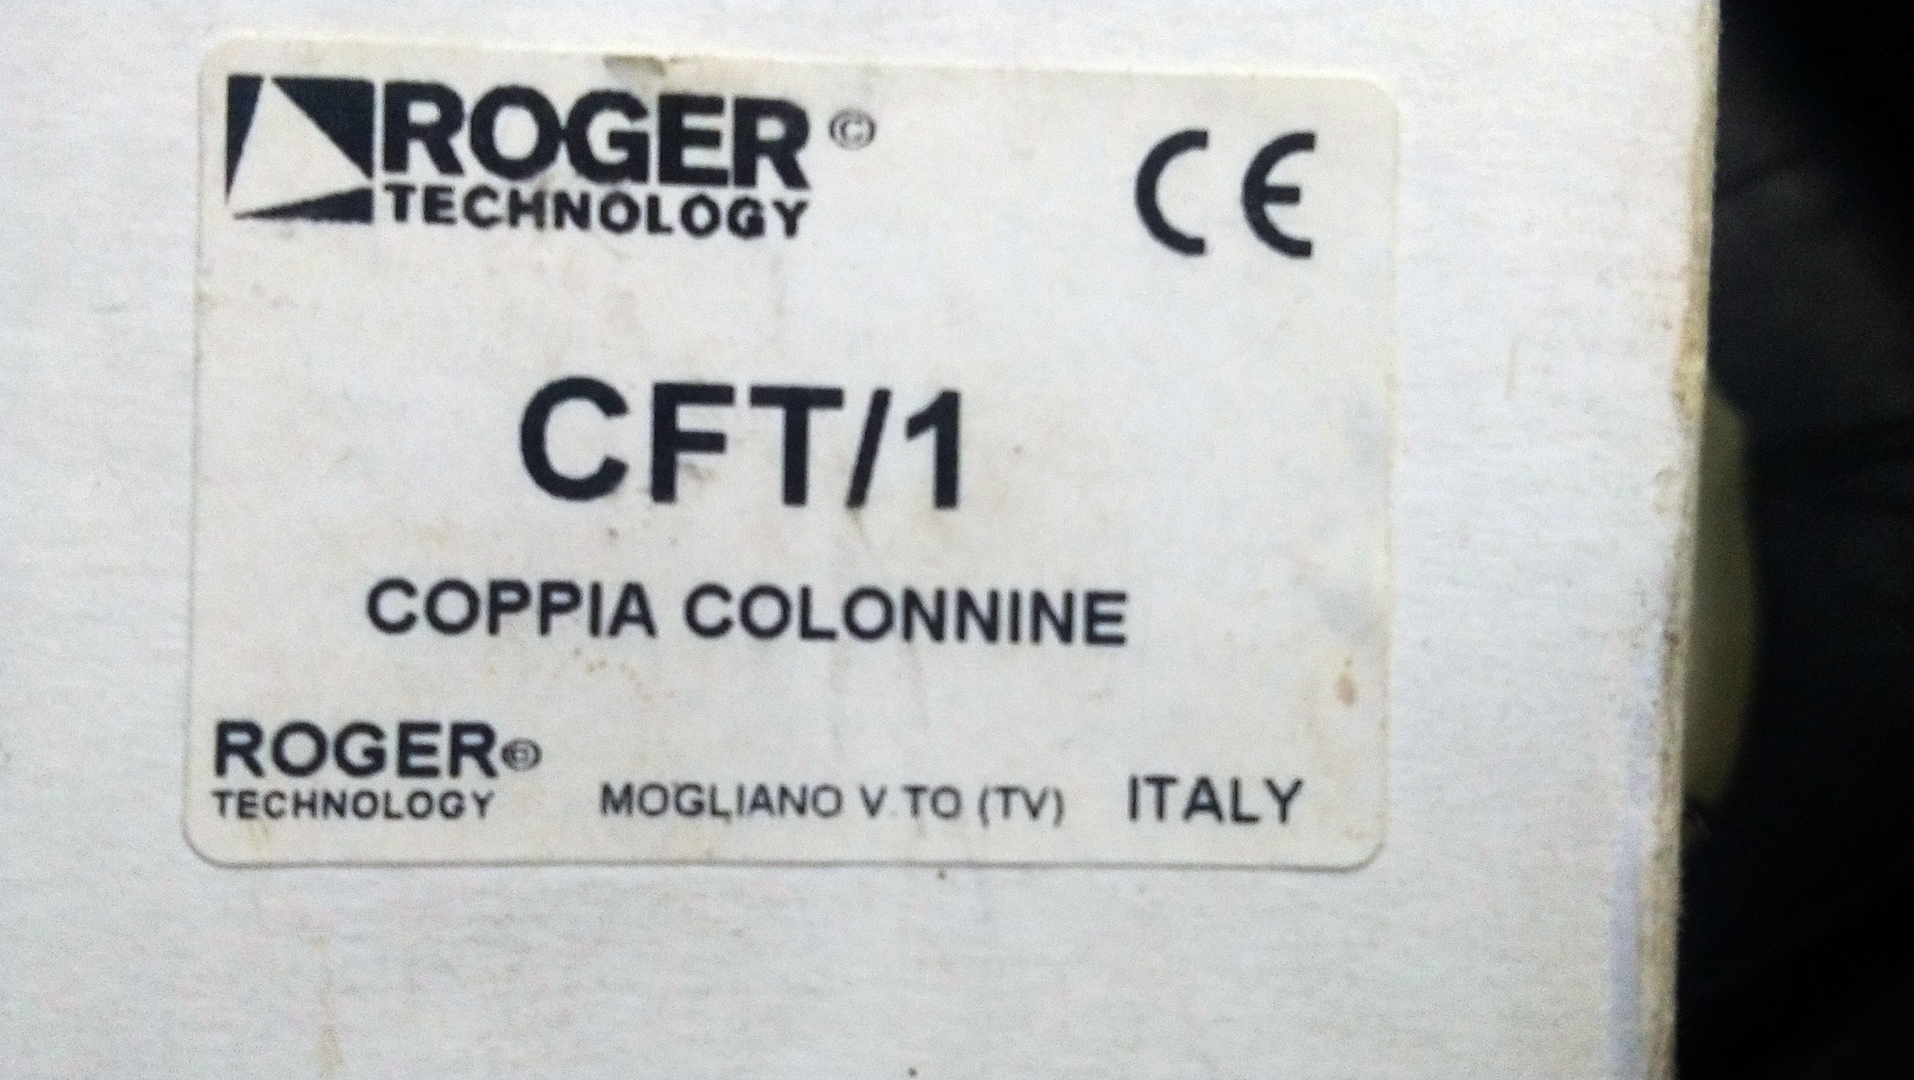 ROGER ©
TECHNOLOGY
CE
CFT/1
COPPIA COLONNINE
ROGER®
TECHNOLOGY
MOGLIANO V.TO (TV) ITALY